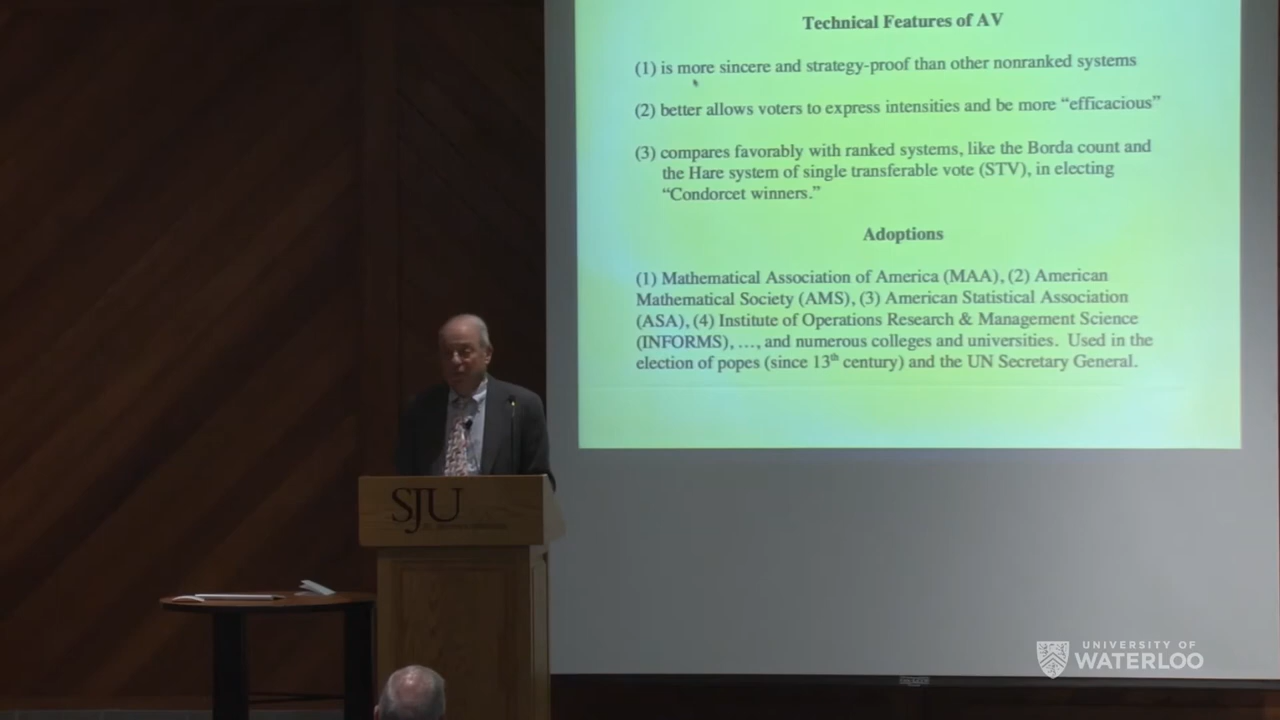 Technical Features of AV
(1) is more sincere and strategy-proof than other nonranked systems
(2) better allows voters to express intensities and be more “efficacious”
(3) compares favorably with ranked systems, like the Borda count and
the Hare system of single transferable vote (STV), in electing
“Condorcet winners.”
Adoptions
(1) Mathematical Association of America (MAA), (2) American
Mathematical Society (AMS), (3) American Statistical Association
(ASA), (4) Institute of Operations Research & Management Science
(INFORMS), …, and numerous colleges and universities. Used in the
election of popes (since 13th century) and the UN Secretary General.
SJU
UNIVERSITY OF
WATERLOO